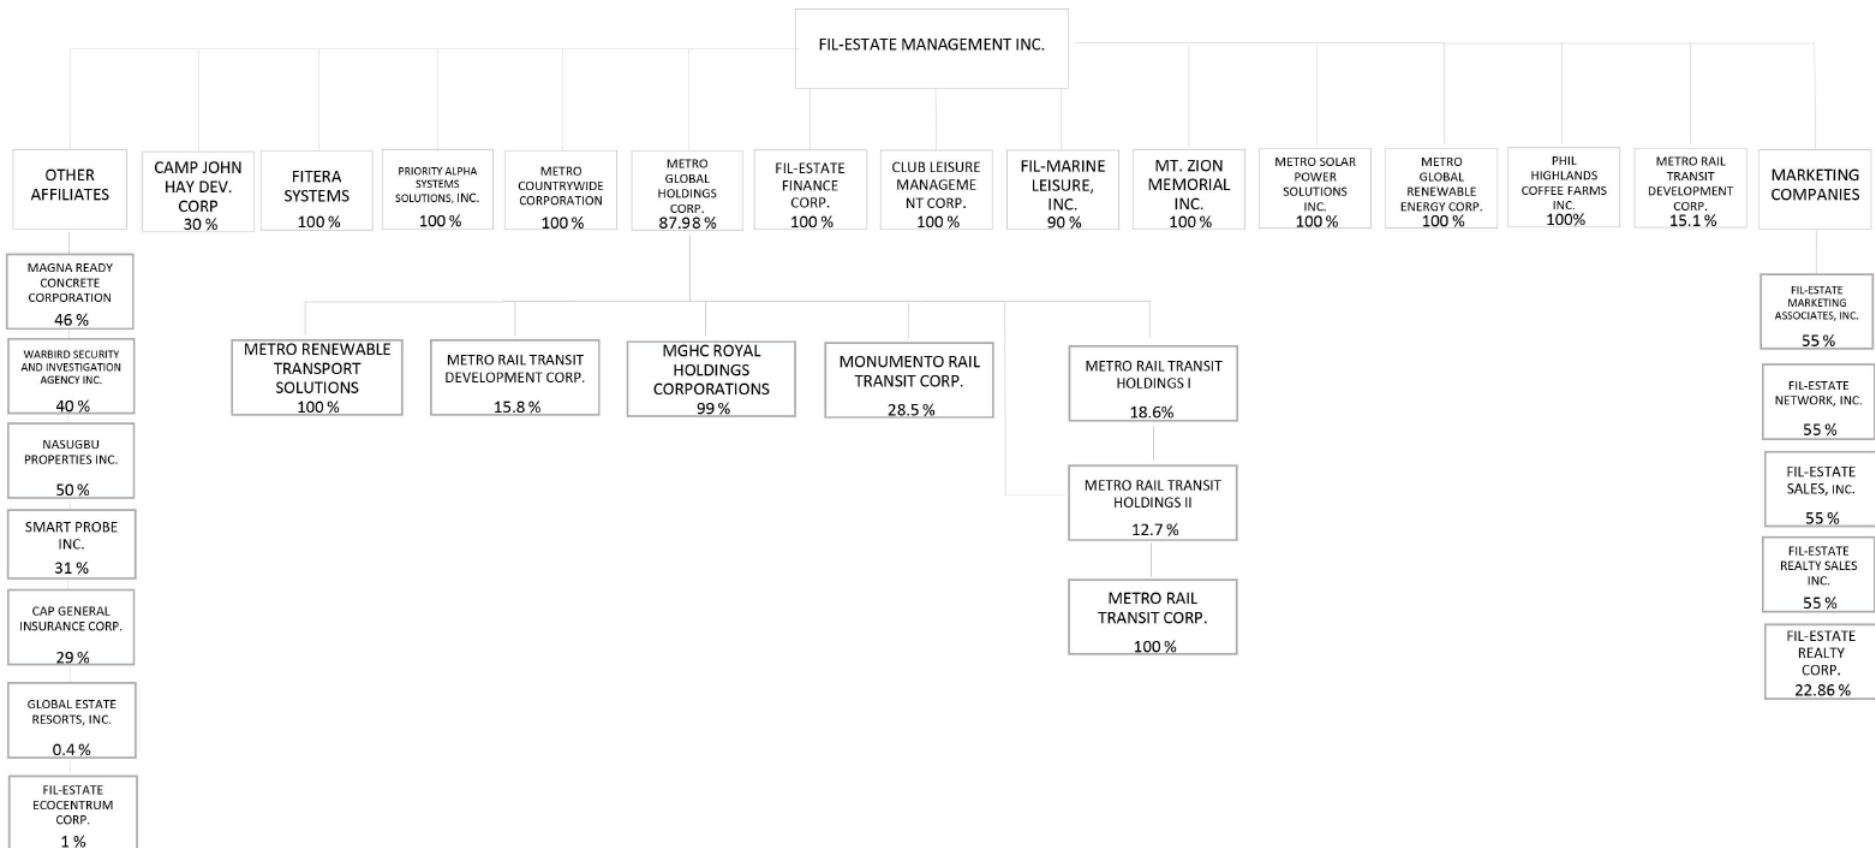 FIL-ESTATE MANAGEMENT INC.
OTHER
AFFILIATES
CAMP JOHN
HAY DEV.
CORP
30 %
FITERA
SYSTEMS
100 %
PRIORITY ALPHA
SYSTEMS
SOLUTIONS, INC.
100 %
METRO
COUNTRYWIDE
CORPORATION
100 %
METRO
GLOBAL
HOLDINGS
CORP.
87.98 %
FIL-ESTATE
FINANCE
CORP.
100 %
CLUB LEISURE
MANAGEME
NT CORP.
100 %
FIL-MARINE
LEISURE,
INC.
90 %
MT. ZION
MEMORIAL
INC.
100 %
METRO SOLAR
POWER
SOLUTIONS
INC.
100 %
METRO
GLOBAL
RENEWABLE
ENERGY CORP.
100 %
PHIL
HIGHLANDS
COFFEE FARMS
INC.
100%
METRO RAIL
TRANSIT
DEVELOPMENT
CORP.
15.1 %
MARKETING
COMPANIES
MAGNA READY
CONCRETE
CORPORATION
46 %
WARBIRD SECURITY
AND INVESTIGATION
AGENCY INC.
40 %
NASUGBU
PROPERTIES INC.
50 %
SMART PROBE
INC.
31 %
CAP GENERAL
INSURANCE CORP.
29 %
GLOBAL ESTATE
RESORTS, INC.
0.4 %
FIL-ESTATE
ECOCENTRUM
CORP.
1 %
METRO RENEWABLE
TRANSPORT
SOLUTIONS
100 %
METRO RAIL TRANSIT
DEVELOPMENT CORP.
15.8 %
MGHC ROYAL
HOLDINGS
CORPORATIONS
99 %
MONUMENTO RAIL
TRANSIT CORP.
28.5 %
METRO RAIL TRANSIT
HOLDINGS I
18.6%
METRO RAIL TRANSIT
HOLDINGS II
12.7 %
METRO RAIL
TRANSIT CORP.
100 %
FIL-ESTATE
MARKETING
ASSOCIATES, INC.
55 %
FIL-ESTATE
NETWORK, INC.
55 %
FIL-ESTATE
SALES, INC.
55 %
FIL-ESTATE
REALTY SALES
INC.
55 %
FIL-ESTATE
REALTY
CORP.
22.86 %